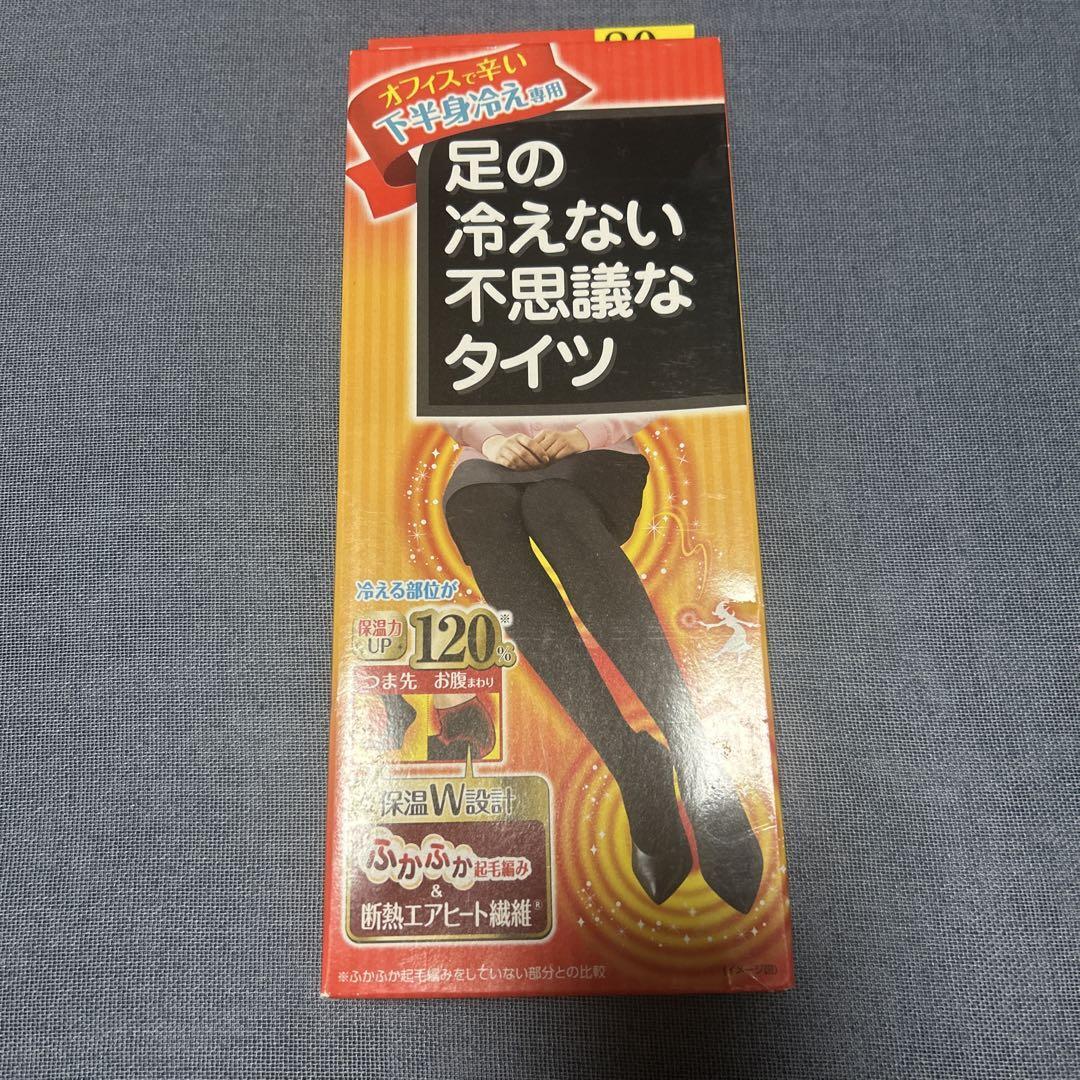 オフィスで辛い
下半身冷え専用
足の
冷えない
不思議な
タイツ
冷える部位が
保温力
UP
120%※
つま先 お腹まわり
保温W設計
ふかふか起毛編み
&
断熱エアヒート繊維®
※ふかふか起毛編みをしていない部分との比較
(イメージ図)